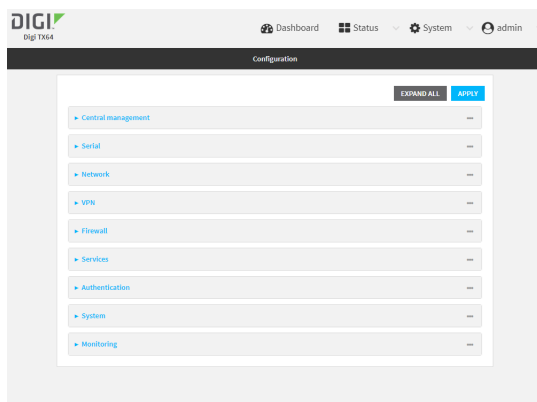 DIGI
Digi TX64
Dashboard Status System admin
Configuration
EXPAND ALL APPLY
Central management
Serial
Network
VPN
Firewall
Services
Authentication
System
Monitoring